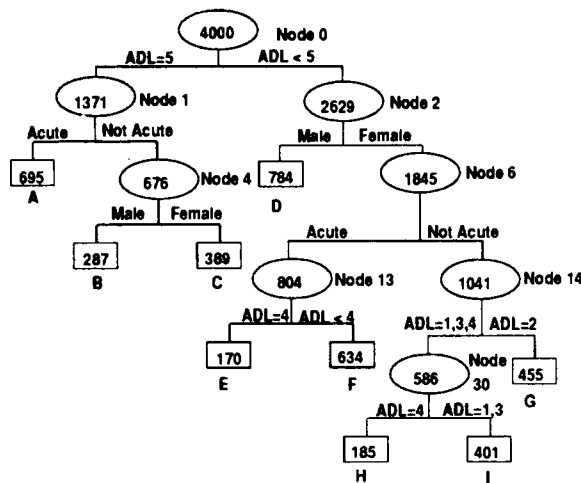 4000 Node 0
ADL=5 ADL < 5
1371 Node 1
2629 Node 2
Acute Not Acute
Male Female
695
A
676 Node 4
784
D
1845 Node 6
Male Female
Acute Not Acute
287
B
389
C
804 Node 13
1041 Node 14
ADL=4 ADL < 4
ADL=1,3,4 ADL=2
170
E
634
F
586 Node 30
455
G
ADL=4 ADL=1,3
185
H
401
I